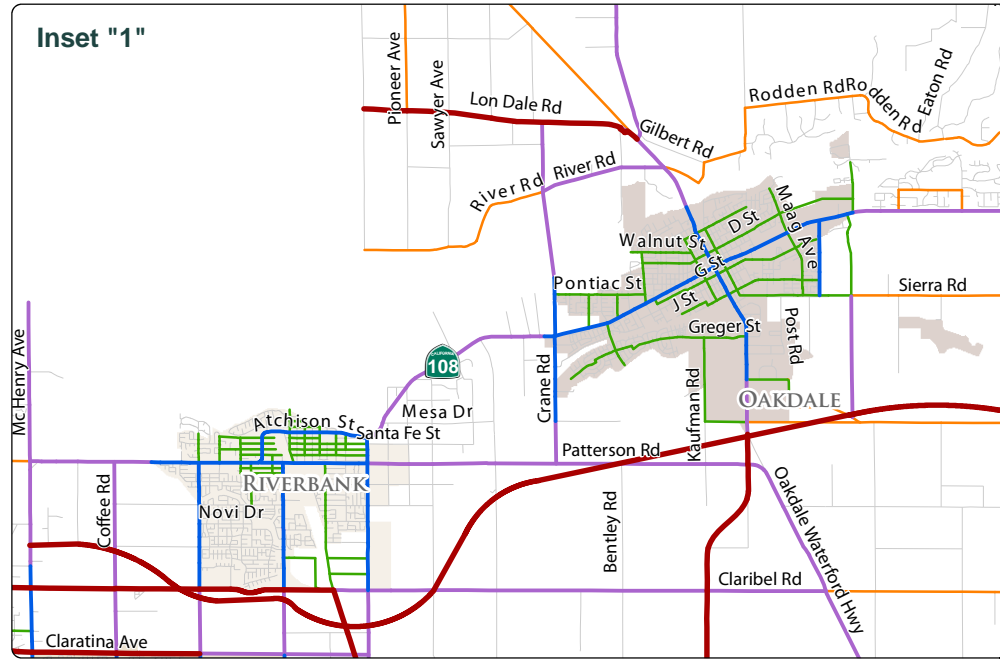 Inset "1"
Pioneer Ave
Sawyer Ave
Lon Dale Rd
Gilbert Rd
Rodden Rd
Rodden Rd
Eaton Rd
River Rd
River Rd
Maag Ave
D St
Walnut St
G St
Pontiac St
J St
Sierra Rd
Greger St
Post Rd
Mc Henry Ave
CALIFORNIA
108
Crane Rd
Kaufman Rd
Mesa Dr
OAKDALE
Atchison St
Santa Fe St
Patterson Rd
RIVERBANK
Coffee Rd
Novi Dr
Bentley Rd
Oakdale Waterford Hwy
Claribel Rd
Claratina Ave